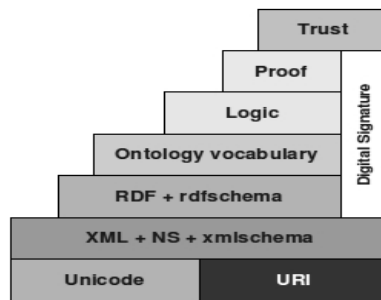 Trust
Proof
Logic
Ontology vocabulary
RDF + rdfschema
XML + NS + xmlschema
Unicode
URI
Digital Signature